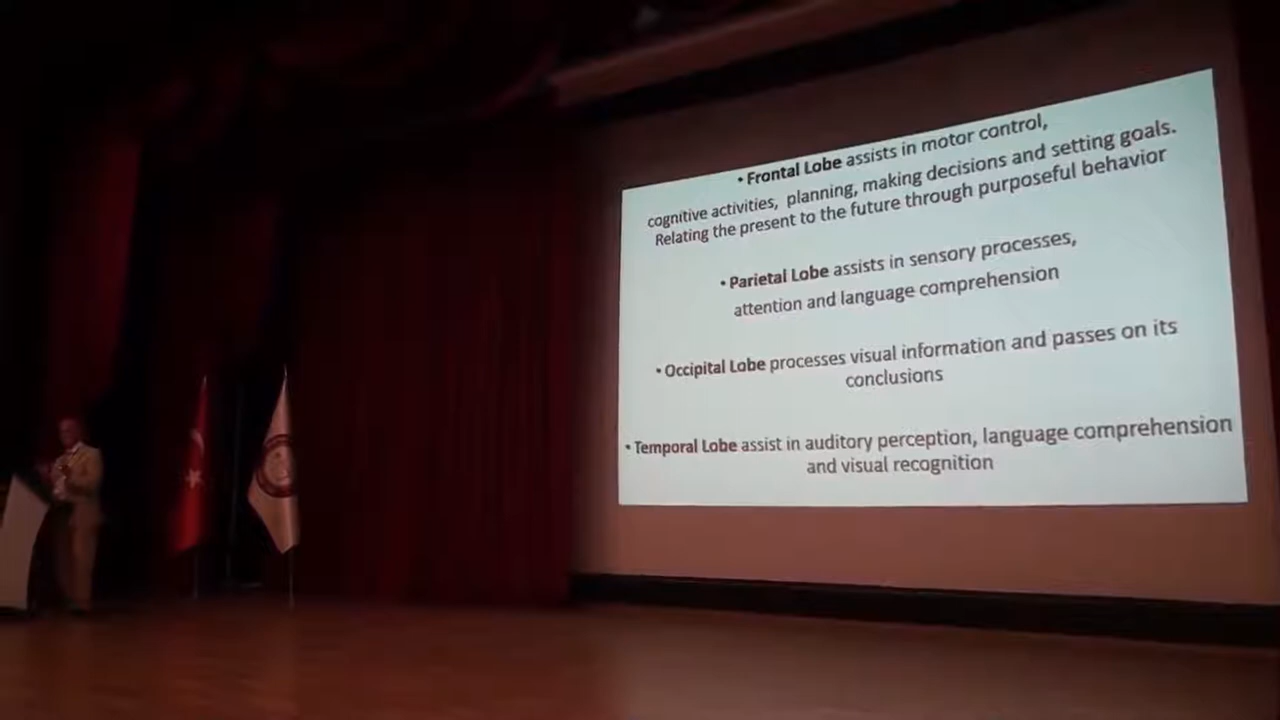 • Frontal Lobe assists in motor control,
cognitive activities, planning, making decisions and setting goals.
Relating the present to the future through purposeful behavior
• Parietal Lobe assists in sensory processes,
attention and language comprehension
• Occipital Lobe processes visual information and passes on its
conclusions
• Temporal Lobe assist in auditory perception, language comprehension
and visual recognition